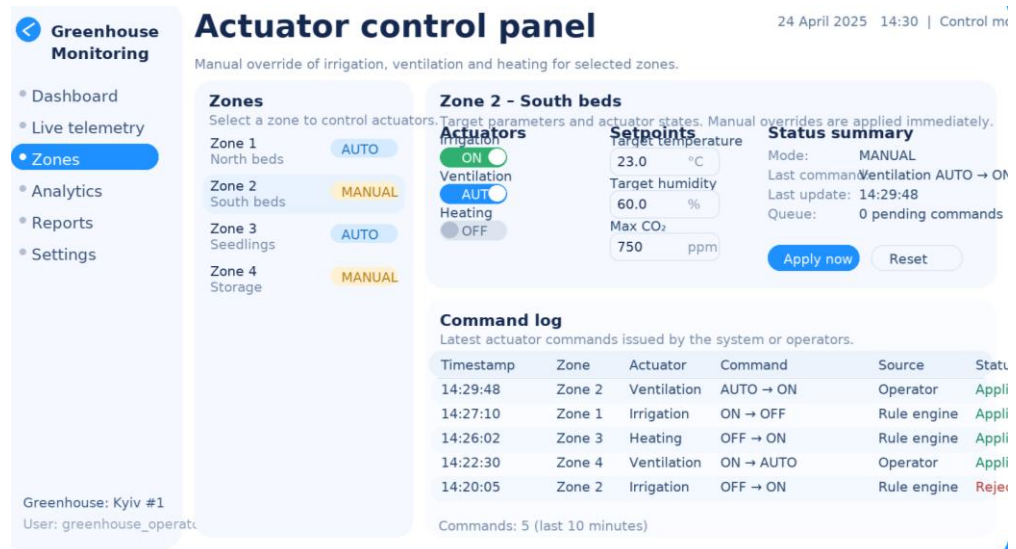 Greenhouse
Monitoring
Dashboard
Live telemetry
Zones
Analytics
Reports
Settings
Greenhouse: Kyiv #1
User: greenhouse_operato
Actuator control panel
24 April 2025 14:30 | Control mo
Manual override of irrigation, ventilation and heating for selected zones.
Zones
Select a zone to control actuators.
Zone 1
North beds
AUTO
Zone 2
South beds
MANUAL
Zone 3
Seedlings
AUTO
Zone 4
Storage
MANUAL
Zone 2 – South beds
Target parameters and actuator states. Manual overrides are applied immediately.
Actuators
Irrigation
ON
Ventilation
AUTO
Heating
OFF
Setpoints
Target temperature
23.0 °C
Target humidity
60.0 %
Max CO₂
750 ppm
Status summary
Mode: MANUAL
Last command: Ventilation AUTO → ON
Last update: 14:29:48
Queue: 0 pending commands
Apply now Reset
Command log
Latest actuator commands issued by the system or operators.
Timestamp Zone Actuator Command Source Statu
14:29:48 Zone 2 Ventilation AUTO → ON Operator Appli
14:27:10 Zone 1 Irrigation ON → OFF Rule engine Appli
14:26:02 Zone 3 Heating OFF → ON Rule engine Appli
14:22:30 Zone 4 Ventilation ON → AUTO Operator Appli
14:20:05 Zone 2 Irrigation OFF → ON Rule engine Rejec
Commands: 5 (last 10 minutes)